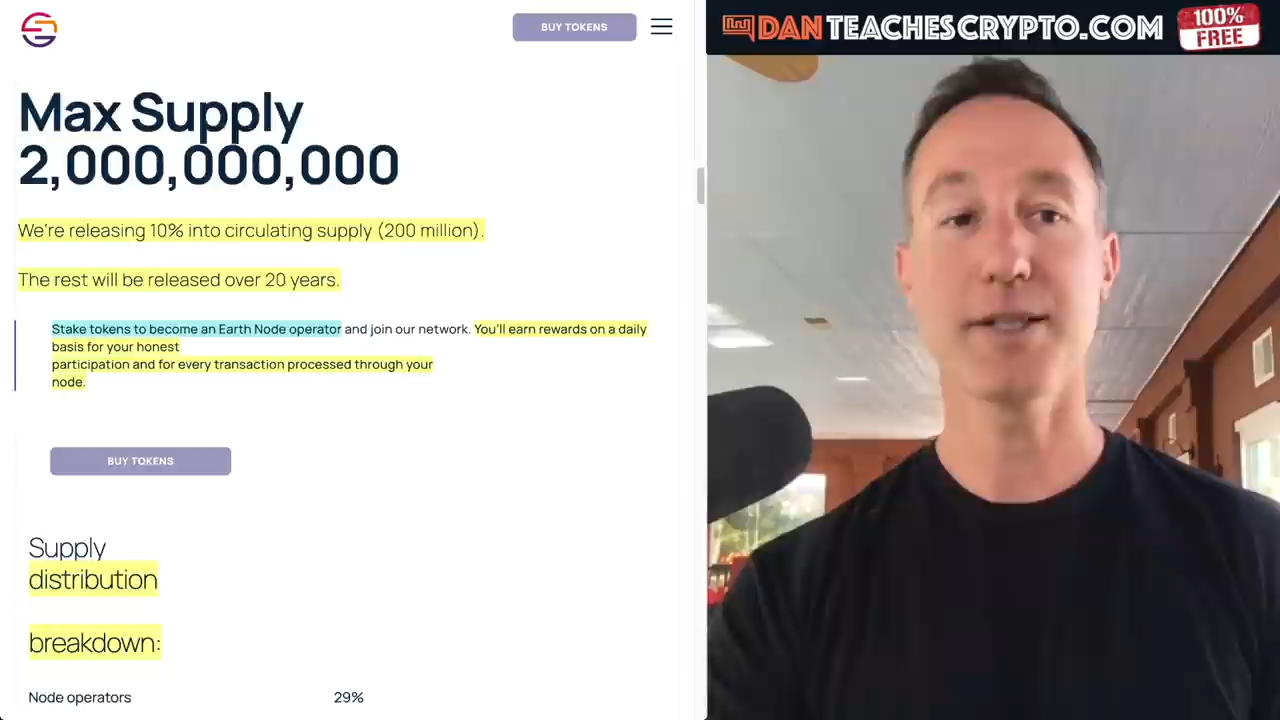 BUY TOKENS
Max Supply
2,000,000,000
We're releasing 10% into circulating supply (200 million).
The rest will be released over 20 years.
Stake tokens to become an Earth Node operator and join our network. You'll earn rewards on a daily
basis for your honest
participation and for every transaction processed through your
node.
BUY TOKENS
Supply
distribution
breakdown:
Node operators 29%
DANTEACHESCRYPTO.COM
100%
FREE